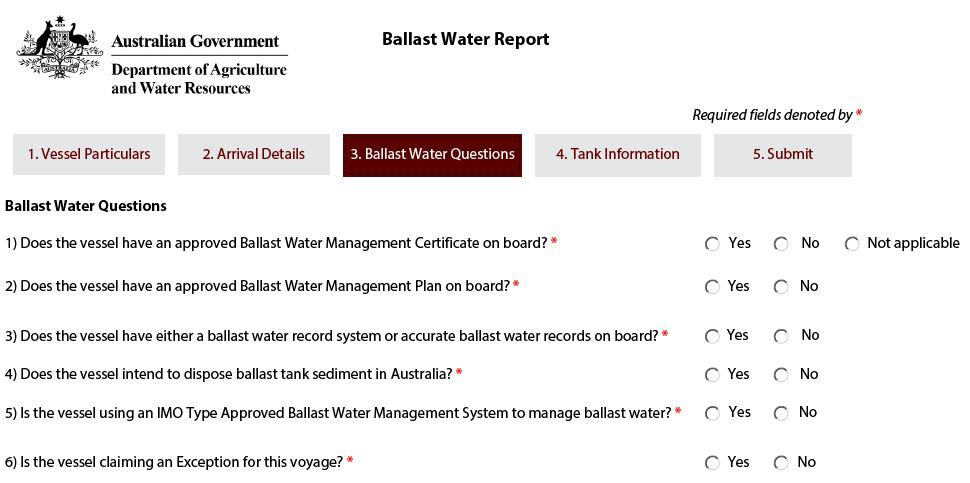 Australian Government
Department of Agriculture
and Water Resources
Ballast Water Report
Required fields denoted by *
1. Vessel Particulars
2. Arrival Details
3. Ballast Water Questions
4. Tank Information
5. Submit
Ballast Water Questions
1) Does the vessel have an approved Ballast Water Management Certificate on board? * Yes No Not applicable
2) Does the vessel have an approved Ballast Water Management Plan on board? * Yes No
3) Does the vessel have either a ballast water record system or accurate ballast water records on board? * Yes No
4) Does the vessel intend to dispose ballast tank sediment in Australia? * Yes No
5) Is the vessel using an IMO Type Approved Ballast Water Management System to manage ballast water? * Yes No
6) Is the vessel claiming an Exception for this voyage? * Yes No